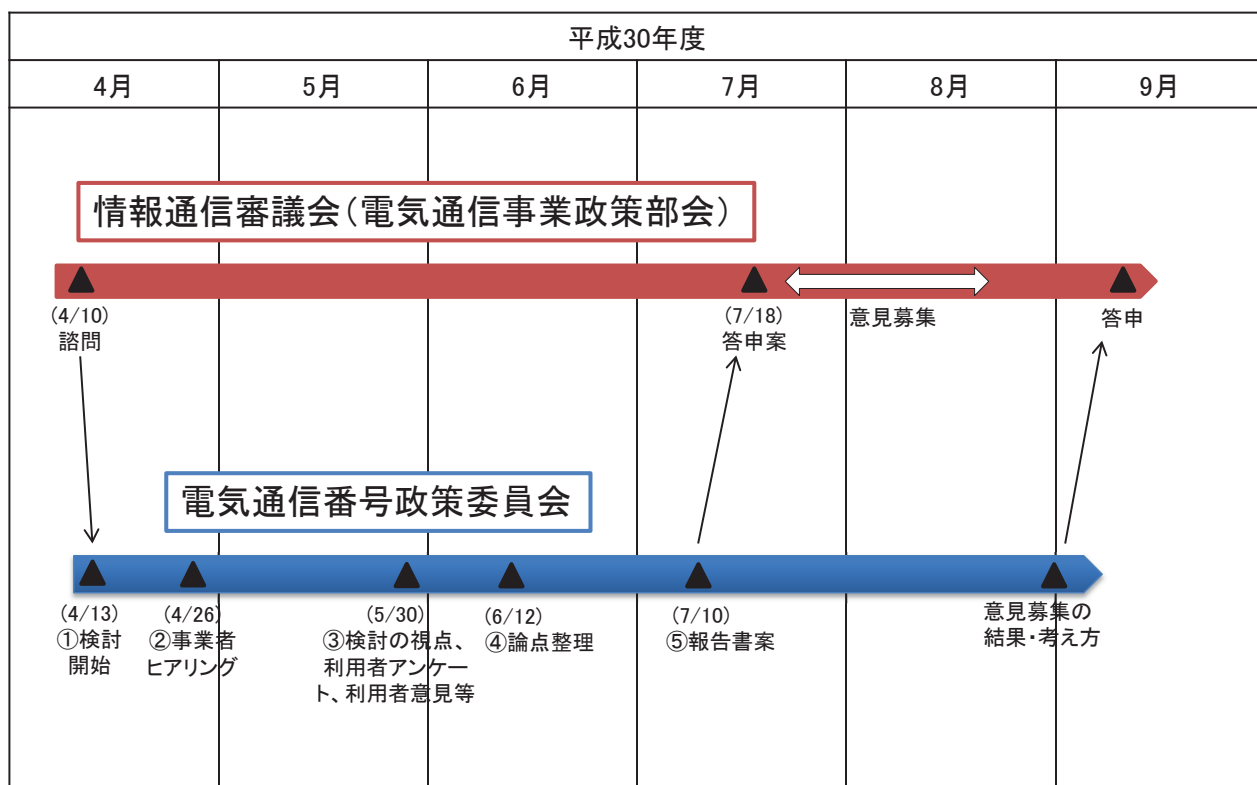 平成30年度
4月
5月
6月
7月
8月
9月
情報通信審議会(電気通信事業政策部会)
(4/10)
諮問
(7/18)
答申案
意見募集
答申
電気通信番号政策委員会
(4/13)
①検討
開始
(4/26)
②事業者
ヒアリング
(5/30)
③検討の視点、
利用者アンケー
ト、利用者意見等
(6/12)
④論点整理
(7/10)
⑤報告書案
意見募集の
結果・考え方